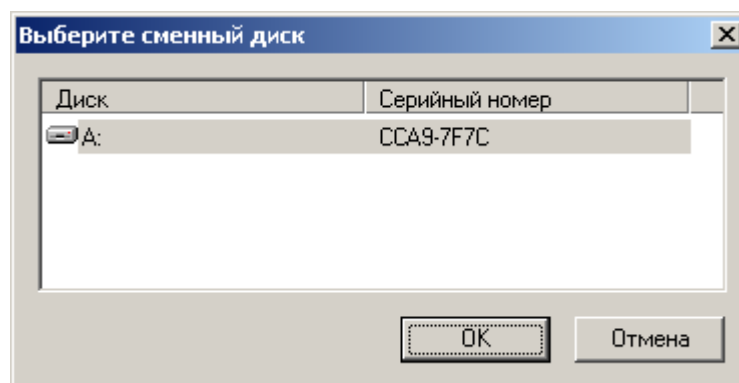 Выберите сменный диск
Диск Серийный номер
A: CCA9-7F7C
OK Отмена